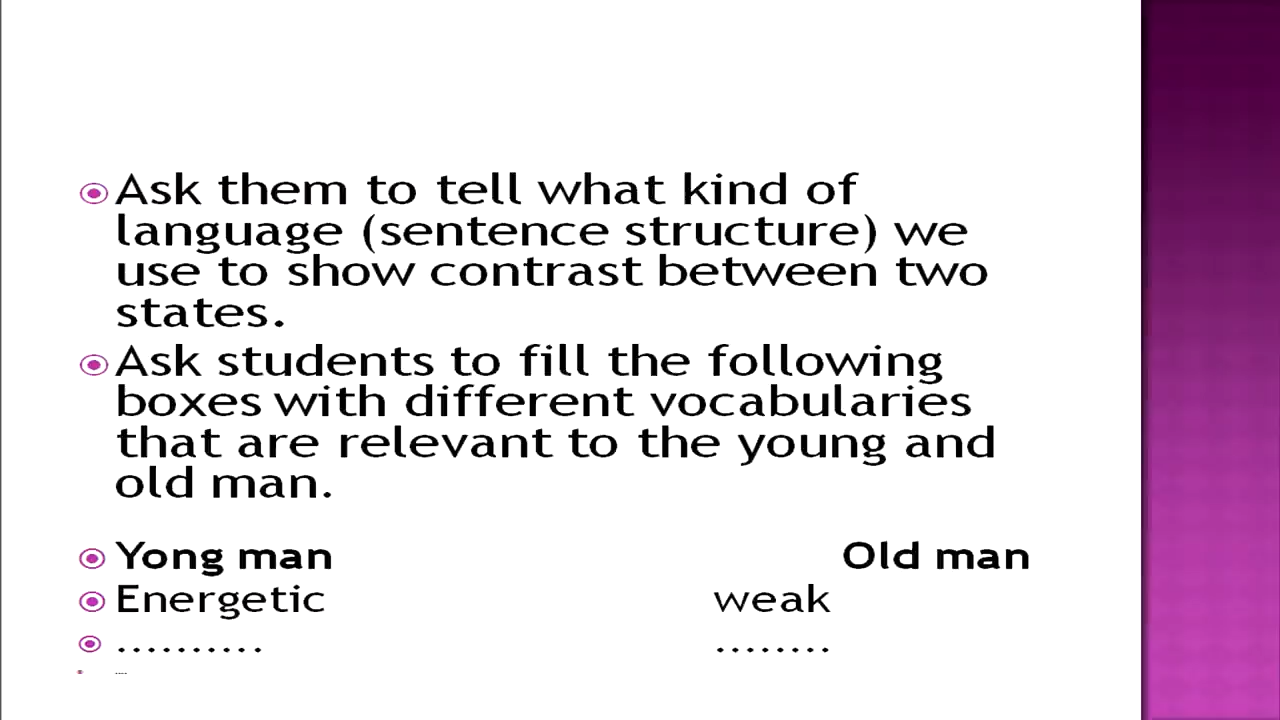 Ask them to tell what kind of
language (sentence structure) we
use to show contrast between two
states.
Ask students to fill the following
boxes with different vocabularies
that are relevant to the young and
old man.
Yong man Old man
Energetic weak
.......... ........
....